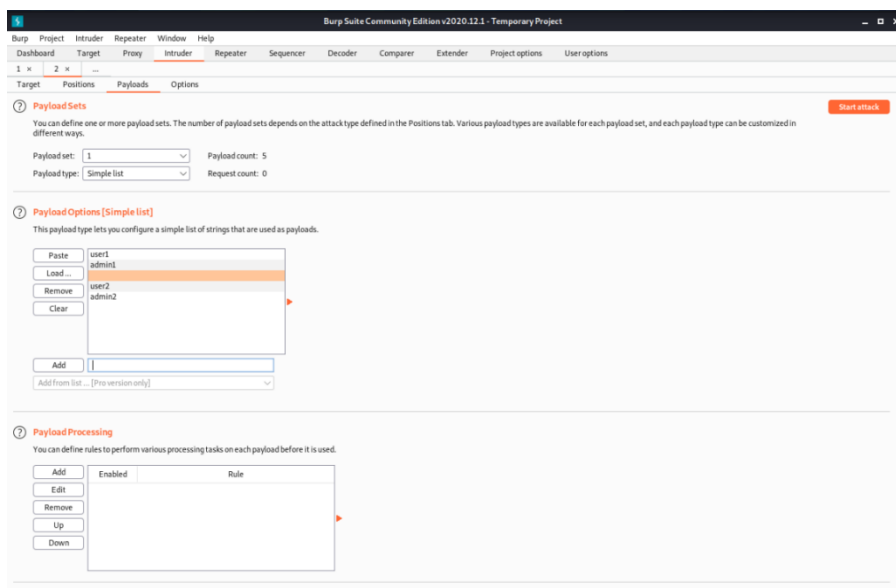 Burp Suite Community Edition v2020.12.1 - Temporary Project
Burp Project Intruder Repeater Window Help
Dashboard Target Proxy Intruder Repeater Sequencer Decoder Comparer Extender Project options User options
1 × 2 × ...
Target Positions Payloads Options
? Payload Sets
Start attack
You can define one or more payload sets. The number of payload sets depends on the attack type defined in the Positions tab. Various payload types are available for each payload set, and each payload type can be customized in
different ways.
Payload set: 1 Payload count: 5
Payload type: Simple list Request count: 0
? Payload Options [Simple list]
This payload type lets you configure a simple list of strings that are used as payloads.
Paste
Load ...
Remove
Clear
user1
admin1
user2
admin2
Add
Add from list ... [Pro version only]
? Payload Processing
You can define rules to perform various processing tasks on each payload before it is used.
Add
Edit
Remove
Up
Down
Enabled Rule